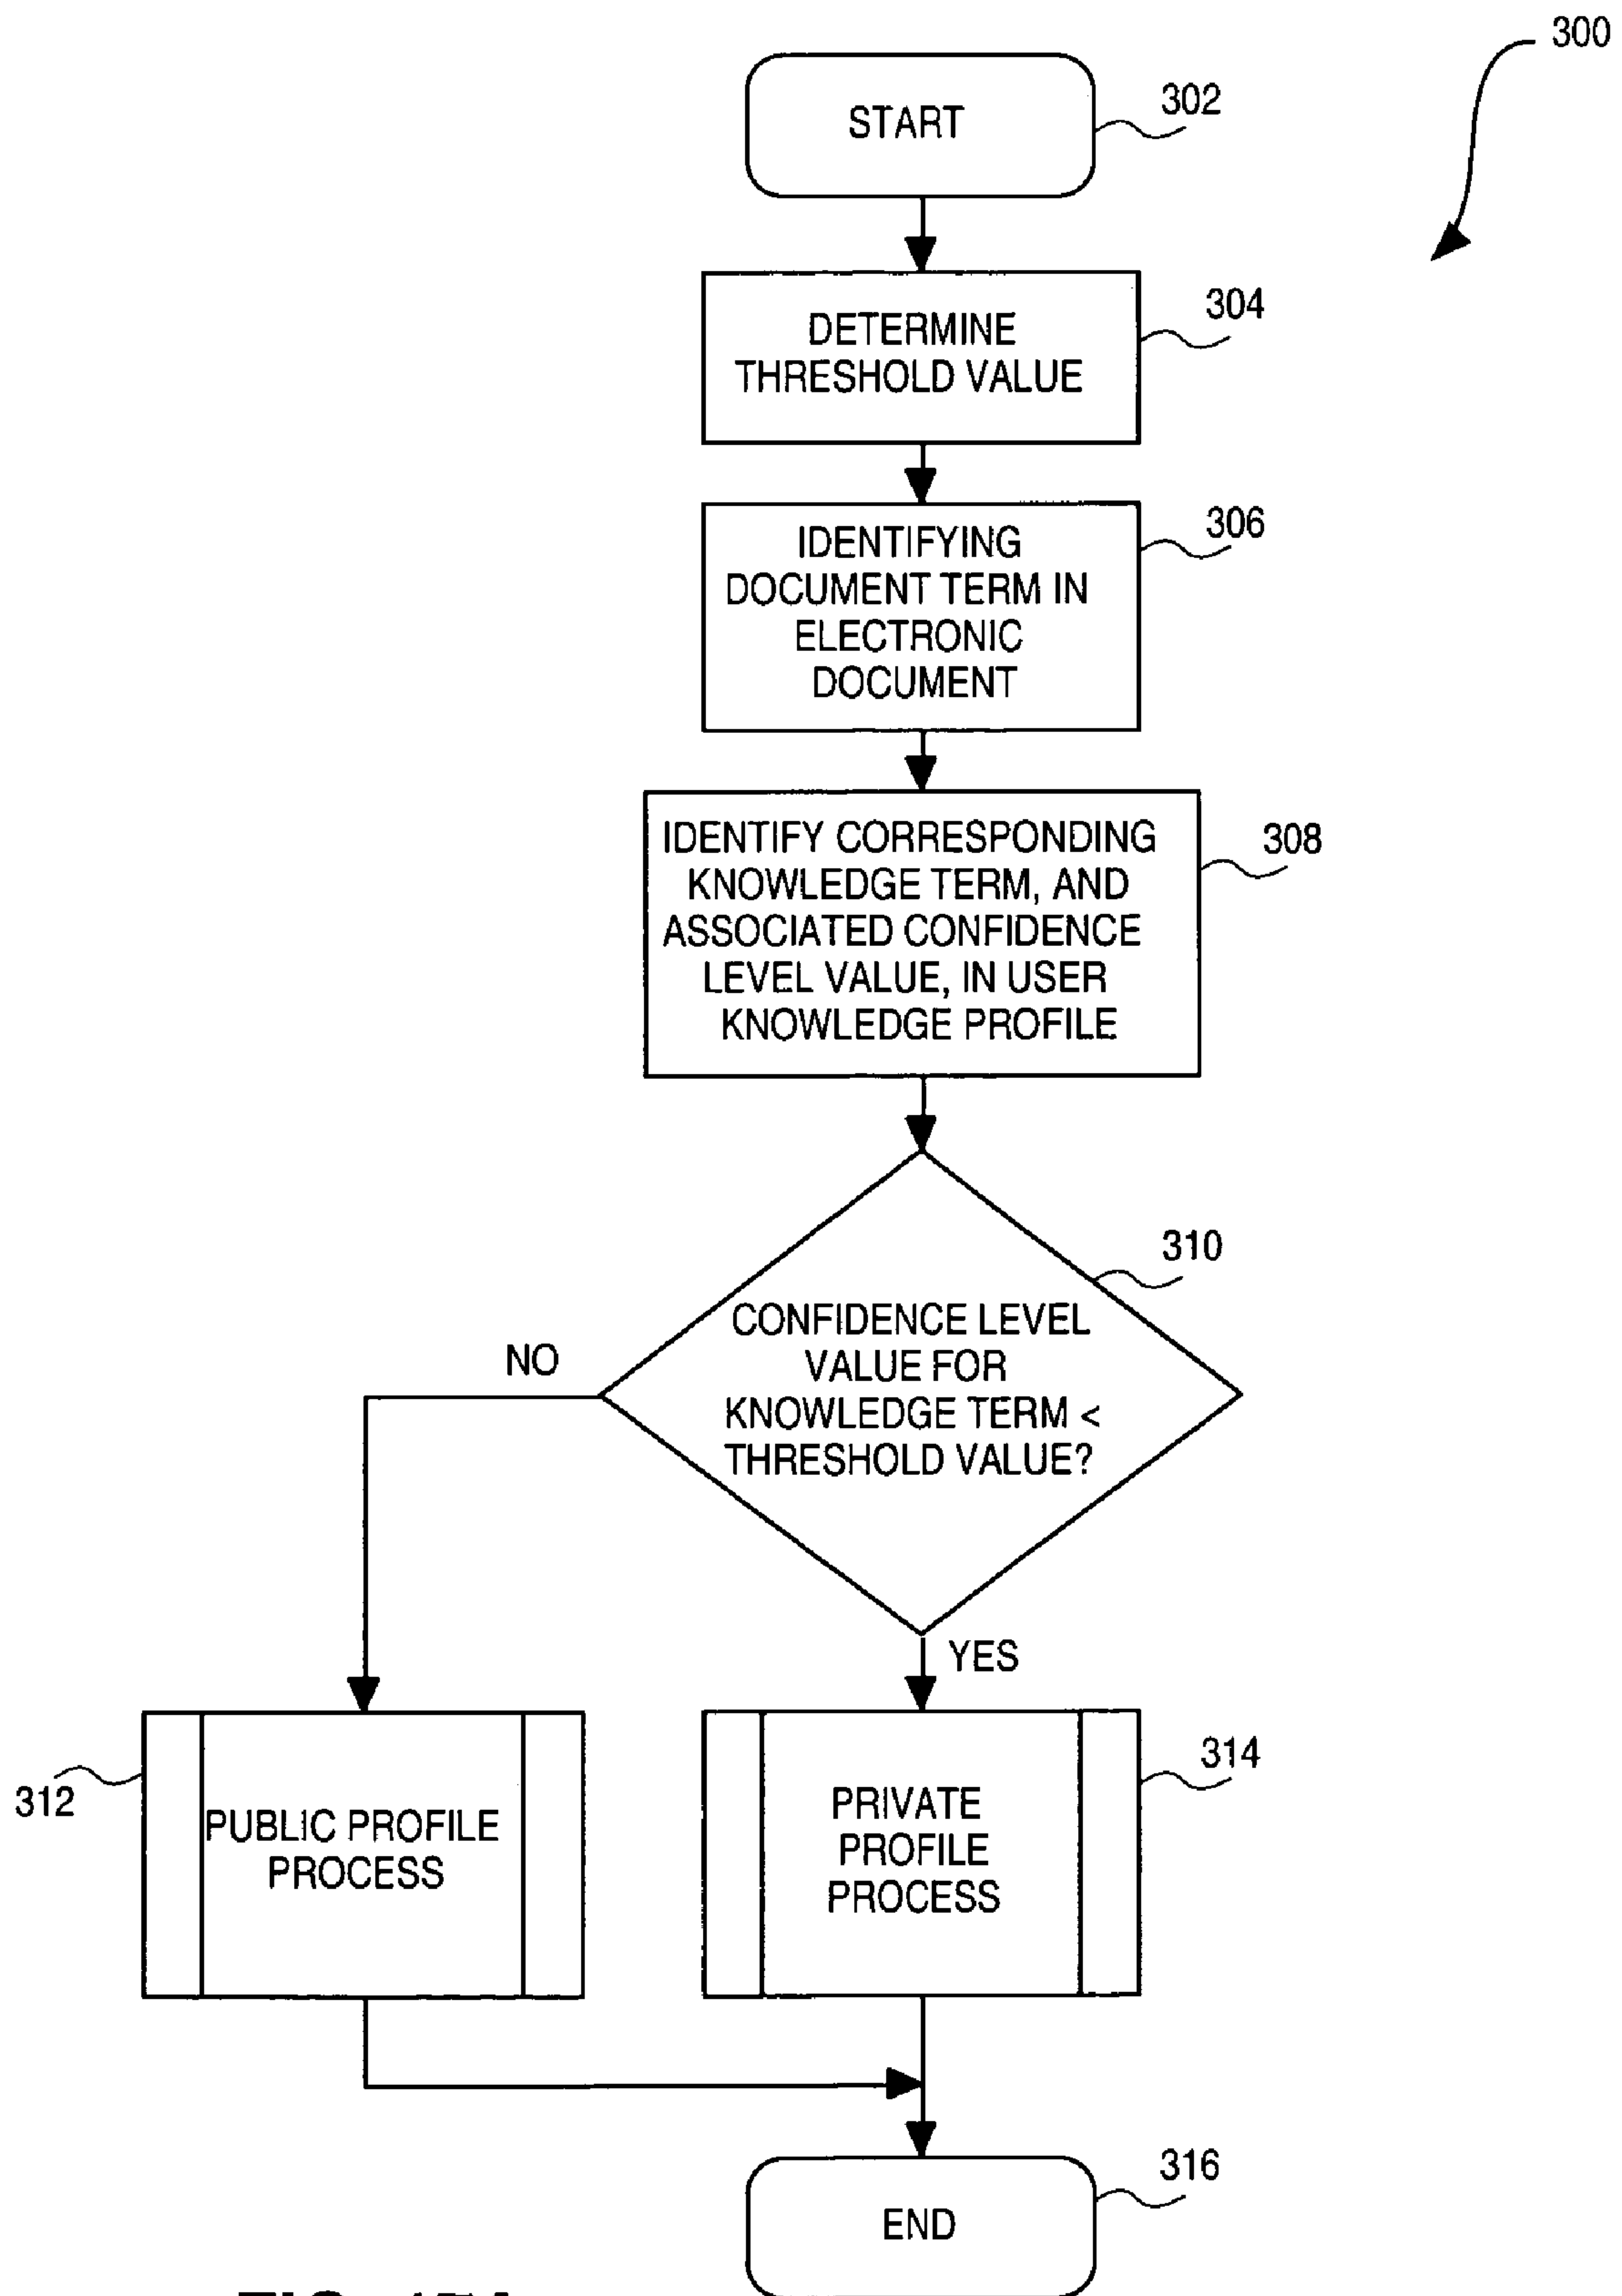 300
START
302
DETERMINE
THRESHOLD VALUE
304
IDENTIFYING
DOCUMENT TERM IN
ELECTRONIC
DOCUMENT
306
IDENTIFY CORRESPONDING
KNOWLEDGE TERM, AND
ASSOCIATED CONFIDENCE
LEVEL VALUE, IN USER
KNOWLEDGE PROFILE
308
310
CONFIDENCE LEVEL
VALUE FOR
KNOWLEDGE TERM <
THRESHOLD VALUE?
NO
YES
312
PUBLIC PROFILE
PROCESS
PRIVATE
PROFILE
PROCESS
314
316
END